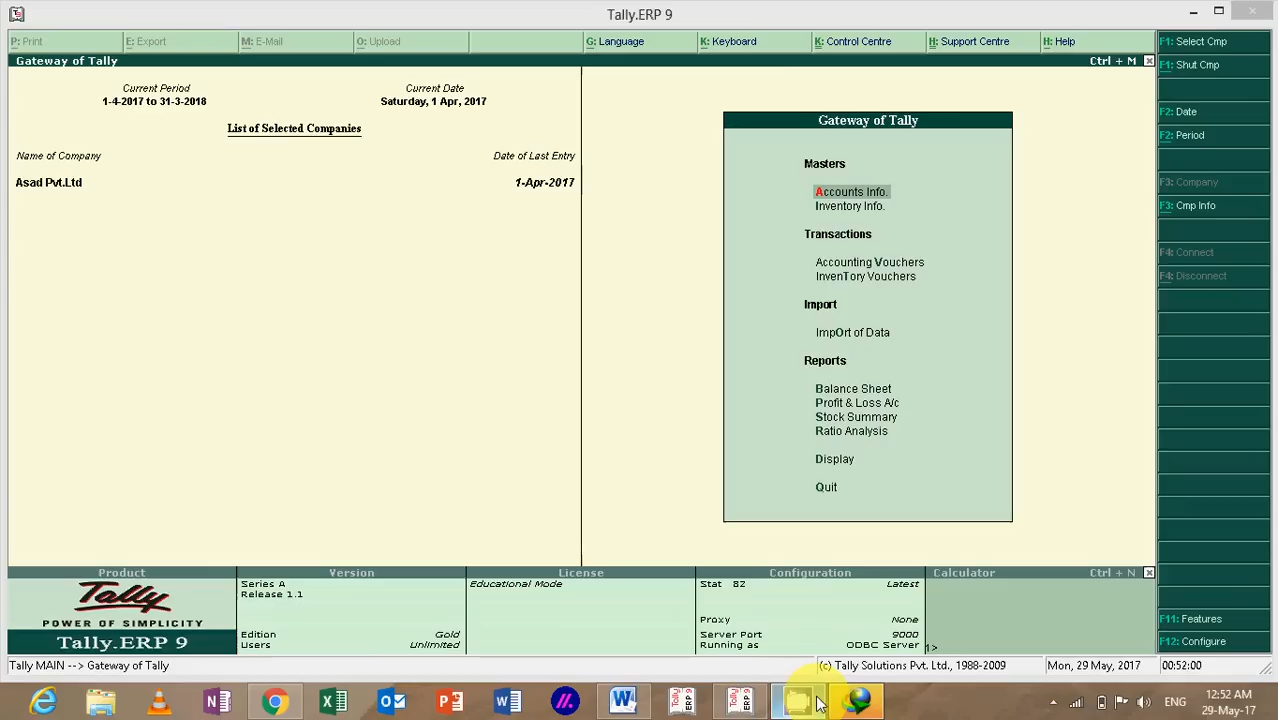 Tally.ERP 9
P: Print
E: Export
M: E-Mail
O: Upload
G: Language
K: Keyboard
K: Control Centre
H: Support Centre
H: Help
Gateway of Tally
Ctrl + M
Current Period
1-4-2017 to 31-3-2018
Current Date
Saturday, 1 Apr, 2017
List of Selected Companies
Name of Company
Date of Last Entry
Asad Pvt.Ltd
1-Apr-2017
Gateway of Tally
Masters
Accounts Info.
Inventory Info.
Transactions
Accounting Vouchers
InvenTory Vouchers
Import
ImpOrt of Data
Reports
Balance Sheet
Profit & Loss A/c
Stock Summary
Ratio Analysis
Display
Quit
F1: Select Cmp
F1: Shut Cmp
F2: Date
F2: Period
F3: Company
F3: Cmp Info
F4: Connect
F4: Disconnect
F11: Features
F12: Configure
Product
Tally
POWER OF SIMPLICITY
Tally.ERP 9
Version
Series A
Release 1.1
Edition Gold
Users Unlimited
License
Educational Mode
Configuration
Stat 82 Latest
Proxy None
Server Port 9000
Running as ODBC Server
Calculator
Ctrl + N
1>
Tally MAIN --> Gateway of Tally
(c) Tally Solutions Pvt. Ltd., 1988-2009
Mon, 29 May, 2017
00:52:00
ENG
12:52 AM
29-May-17